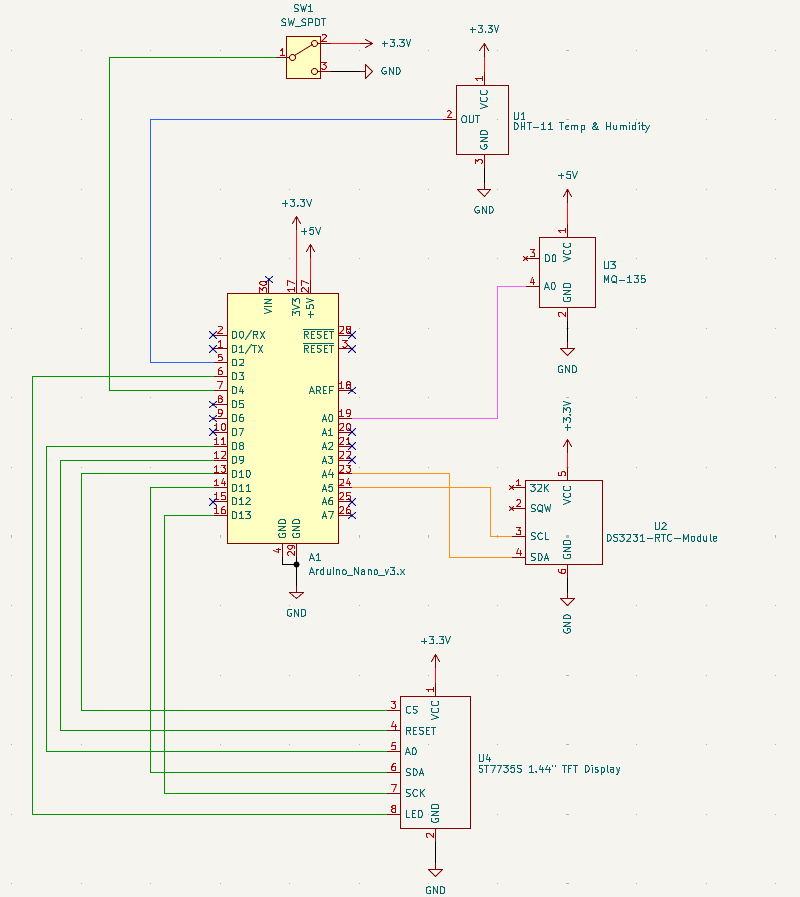 SW1
SW_SPDT
1
2
+3.3V
3
GND
+3.3V
1
VCC
2
OUT
U1
DHT-11 Temp & Humidity
GND
3
GND
+5V
1
VCC
3
D0
U3
MQ-135
4
A0
GND
2
GND
+3.3V
+5V
30
17
27
VIN
3V3
+5V
2
D0/RX
RESET
28
1
D1/TX
RESET
3
5
D2
6
D3
7
D4
AREF
18
8
D5
9
D6
A0
19
10
D7
A1
20
11
D8
A2
21
12
D9
A3
22
13
D10
A4
23
14
D11
A5
24
15
D12
A6
25
16
D13
A7
26
GND
GND
4
29
A1
Arduino_Nano_v3.x
GND
+3.3V
5
VCC
1
32K
2
SQW
U2
DS3231-RTC-Module
3
SCL
4
SDA
GND
6
GND
+3.3V
1
VCC
3
CS
4
RESET
5
A0
U4
ST7735S 1.44" TFT Display
6
SDA
7
SCK
8
LED
GND
2
GND